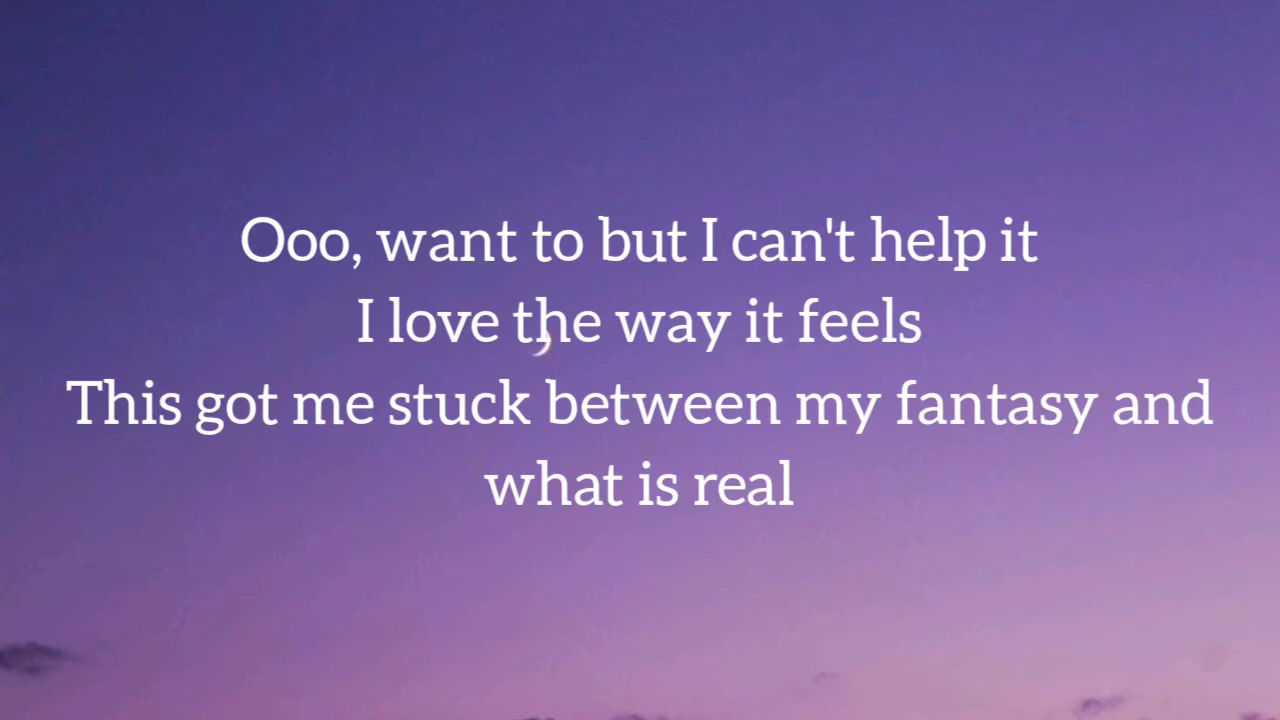 Ooo, want to but I can't help it
I love the way it feels
This got me stuck between my fantasy and
what is real